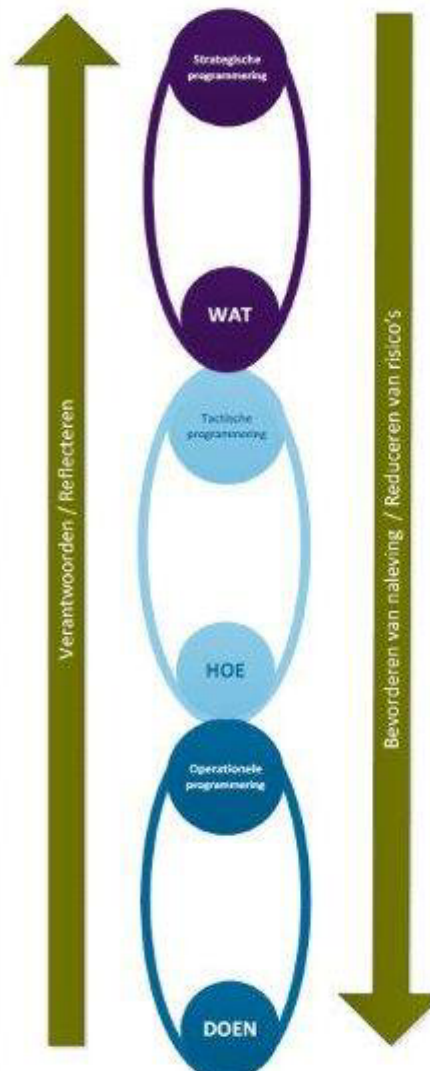 Strategische
programmering
WAT
Tactische
programmering
HOE
Operationele
programmering
DOEN
Verantwoorden / Reflecteren
Bevorderen van naleving / Reduceren van risico's